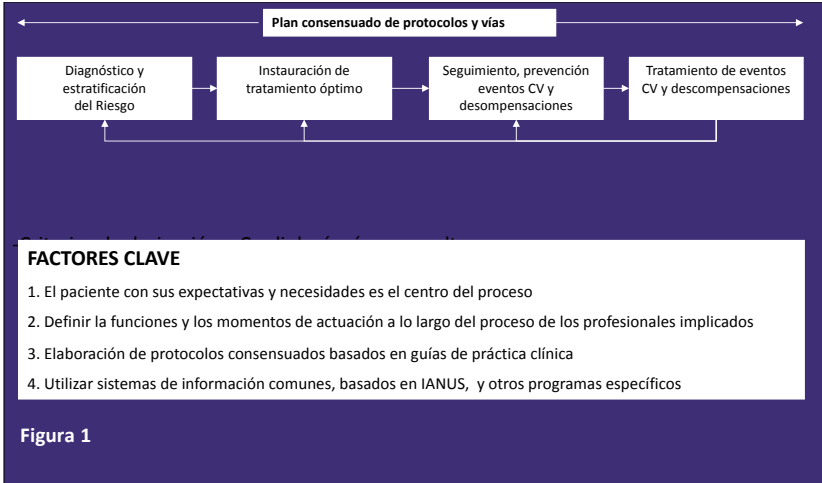 Plan consensuado de protocolos y vías
Diagnóstico y
estratificación
del Riesgo
Instauración de
tratamiento óptimo
Seguimiento, prevención
eventos CV y
desompensaciones
Tratamiento de eventos
CV y descompensaciones
FACTORES CLAVE
1. El paciente con sus expectativas y necesidades es el centro del proceso
2. Definir la funciones y los momentos de actuación a lo largo del proceso de los profesionales implicados
3. Elaboración de protocolos consensuados basados en guías de práctica clínica
4. Utilizar sistemas de información comunes, basados en IANUS, y otros programas específicos
Figura 1